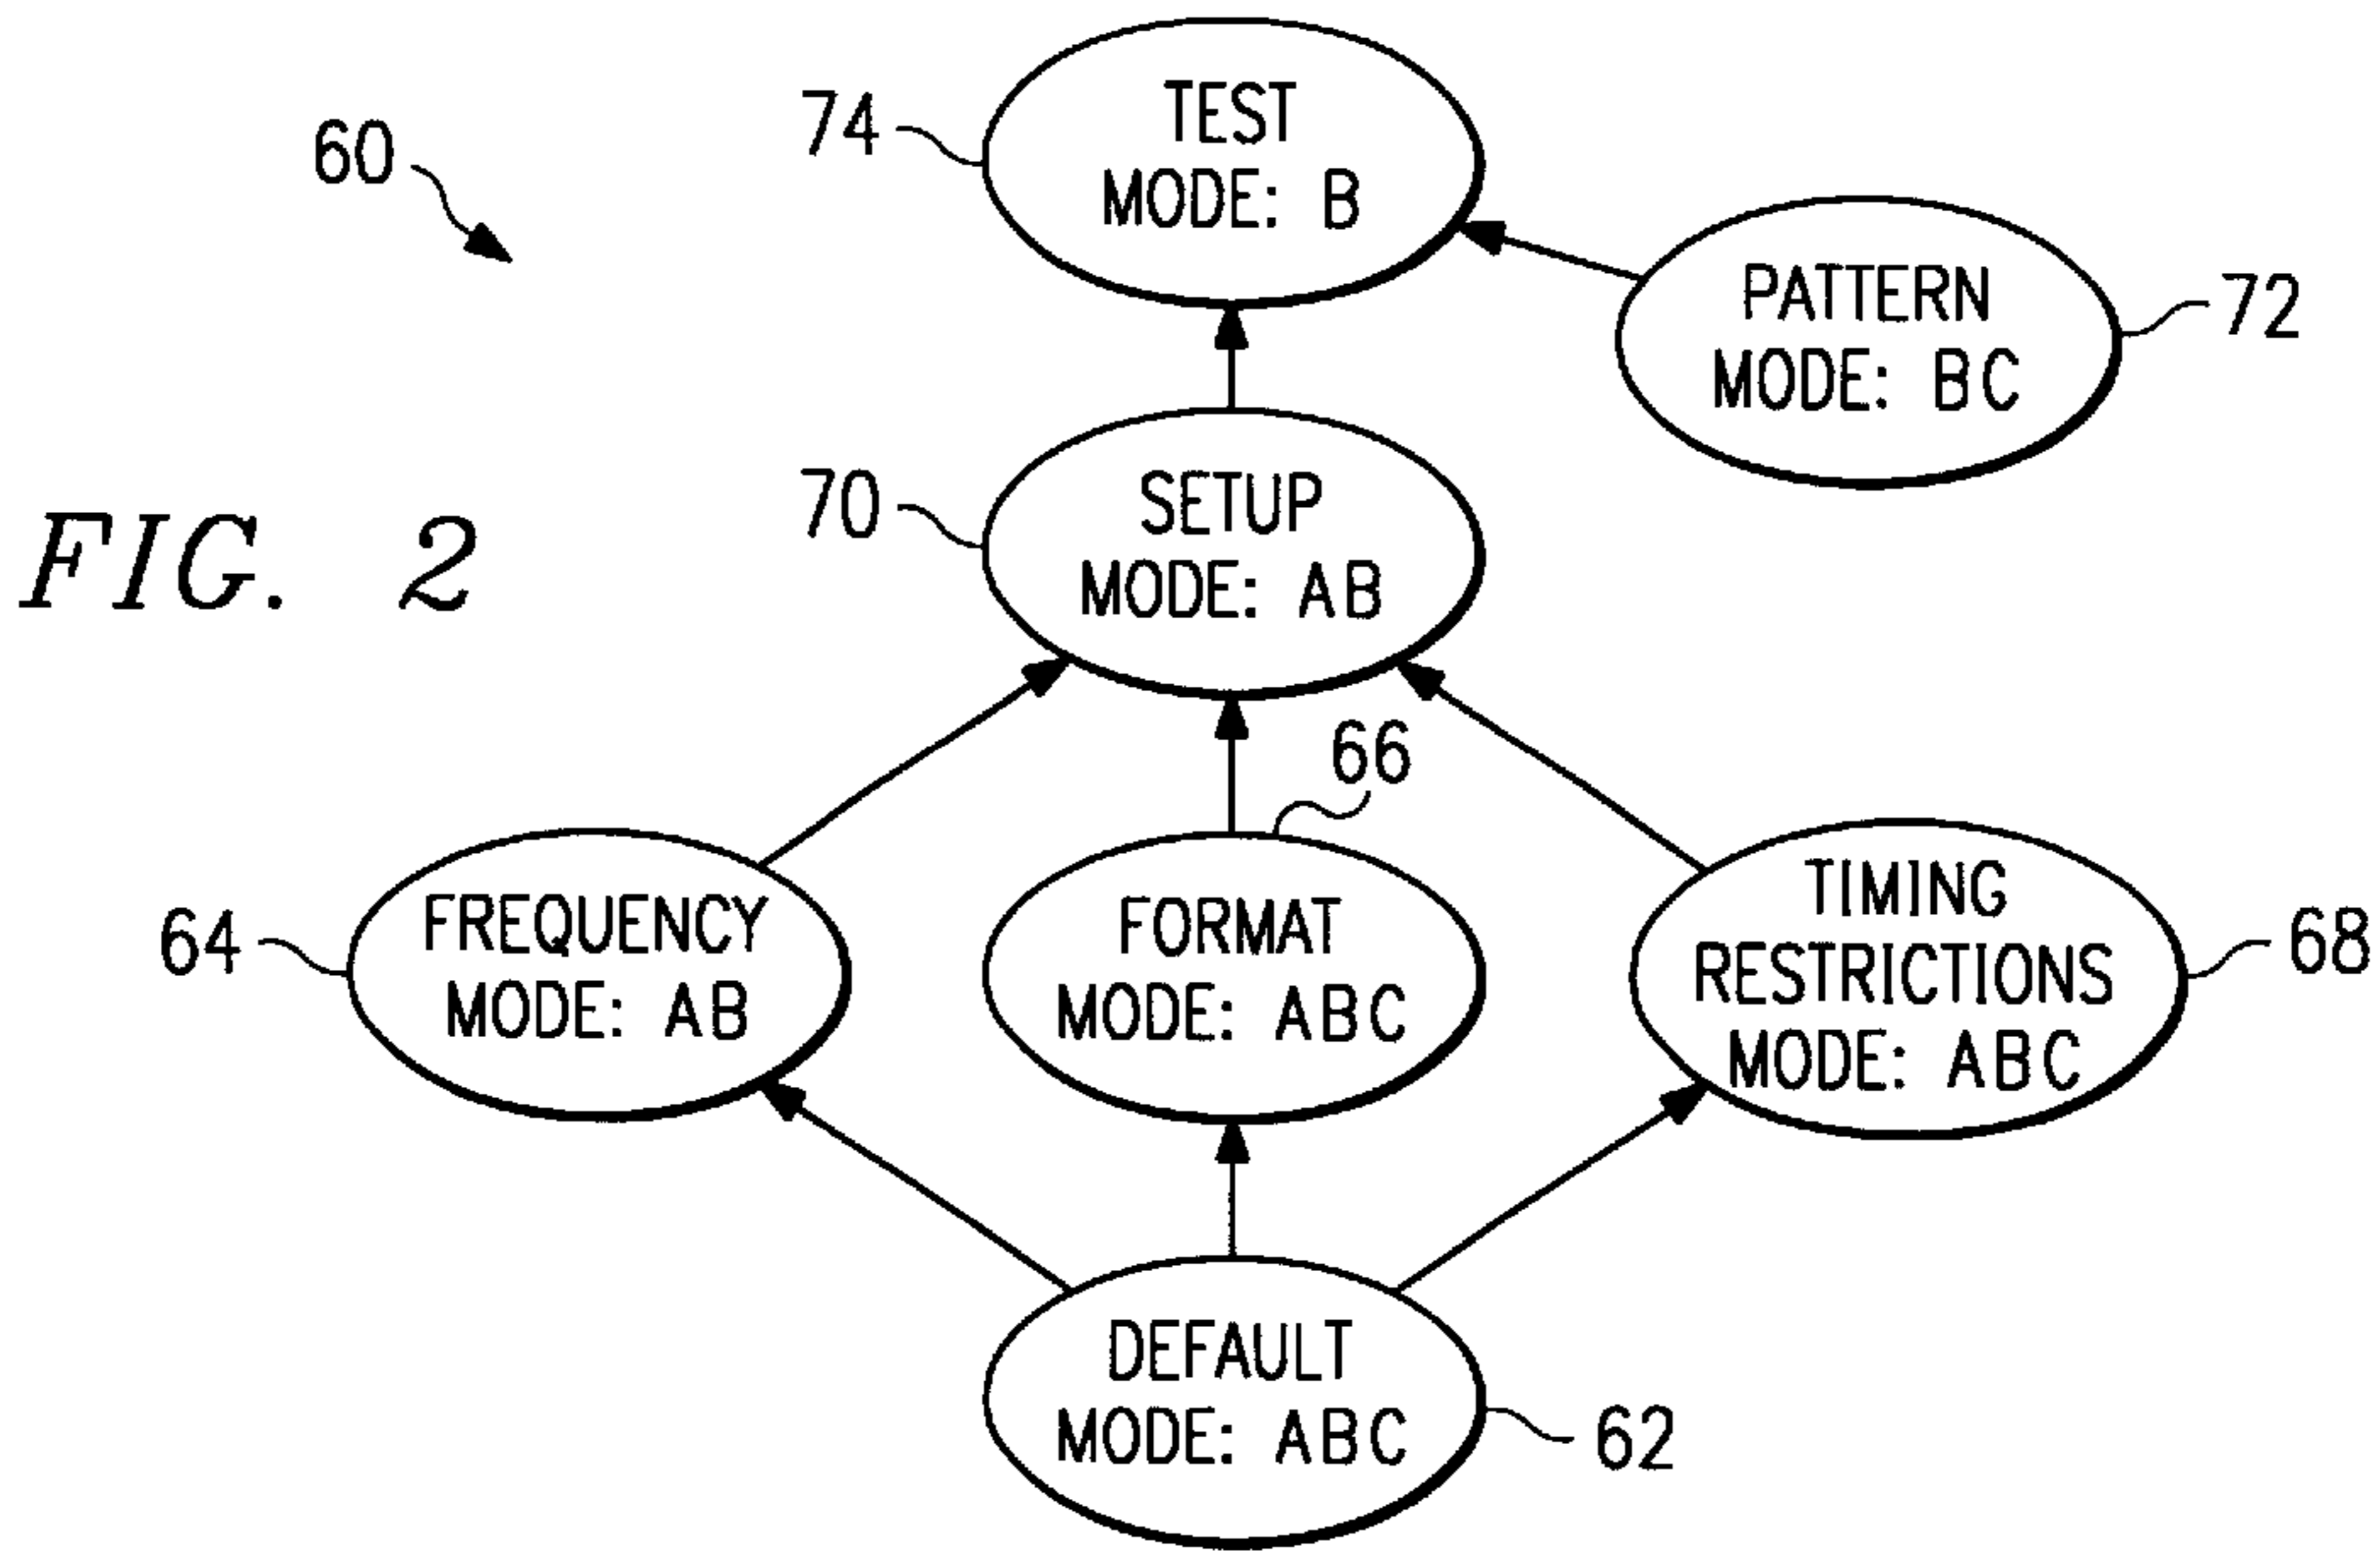 TEST
MODE: B
74
60
PATTERN
MODE: BC
72
SETUP
MODE: AB
70
FIG. 2
66
FREQUENCY
MODE: AB
64
FORMAT
MODE: ABC
TIMING
RESTRICTIONS
MODE: ABC
68
DEFAULT
MODE: ABC
62